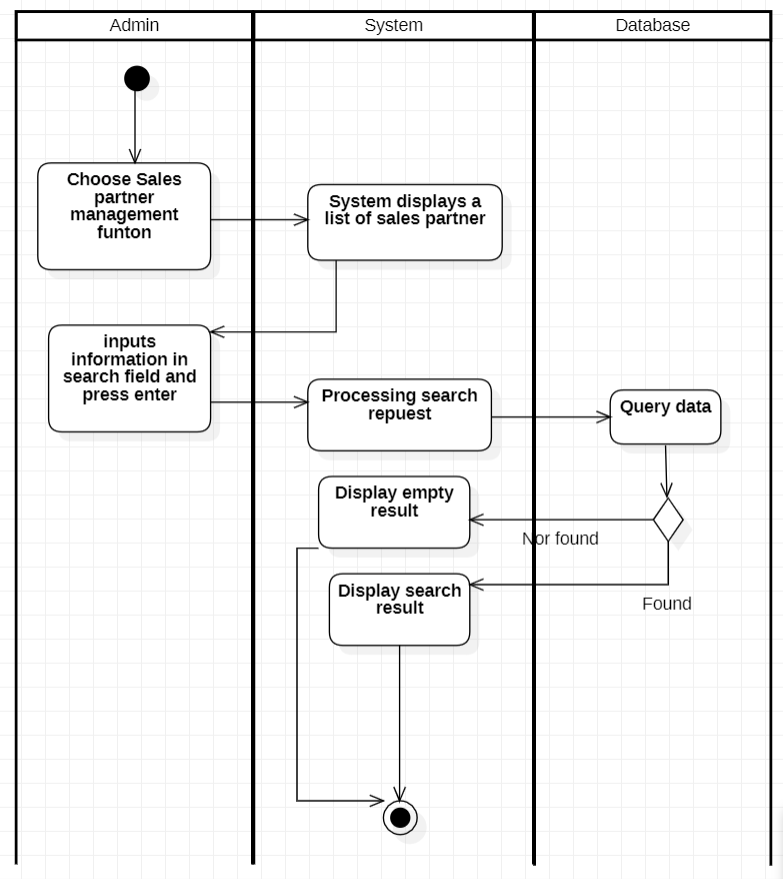 Admin
System
Database
Choose Sales
partner
management
funton
System displays a
list of sales partner
inputs
information in
search field and
press enter
Processing search
repuest
Query data
Display empty
result
Nor found
Display search
result
Found